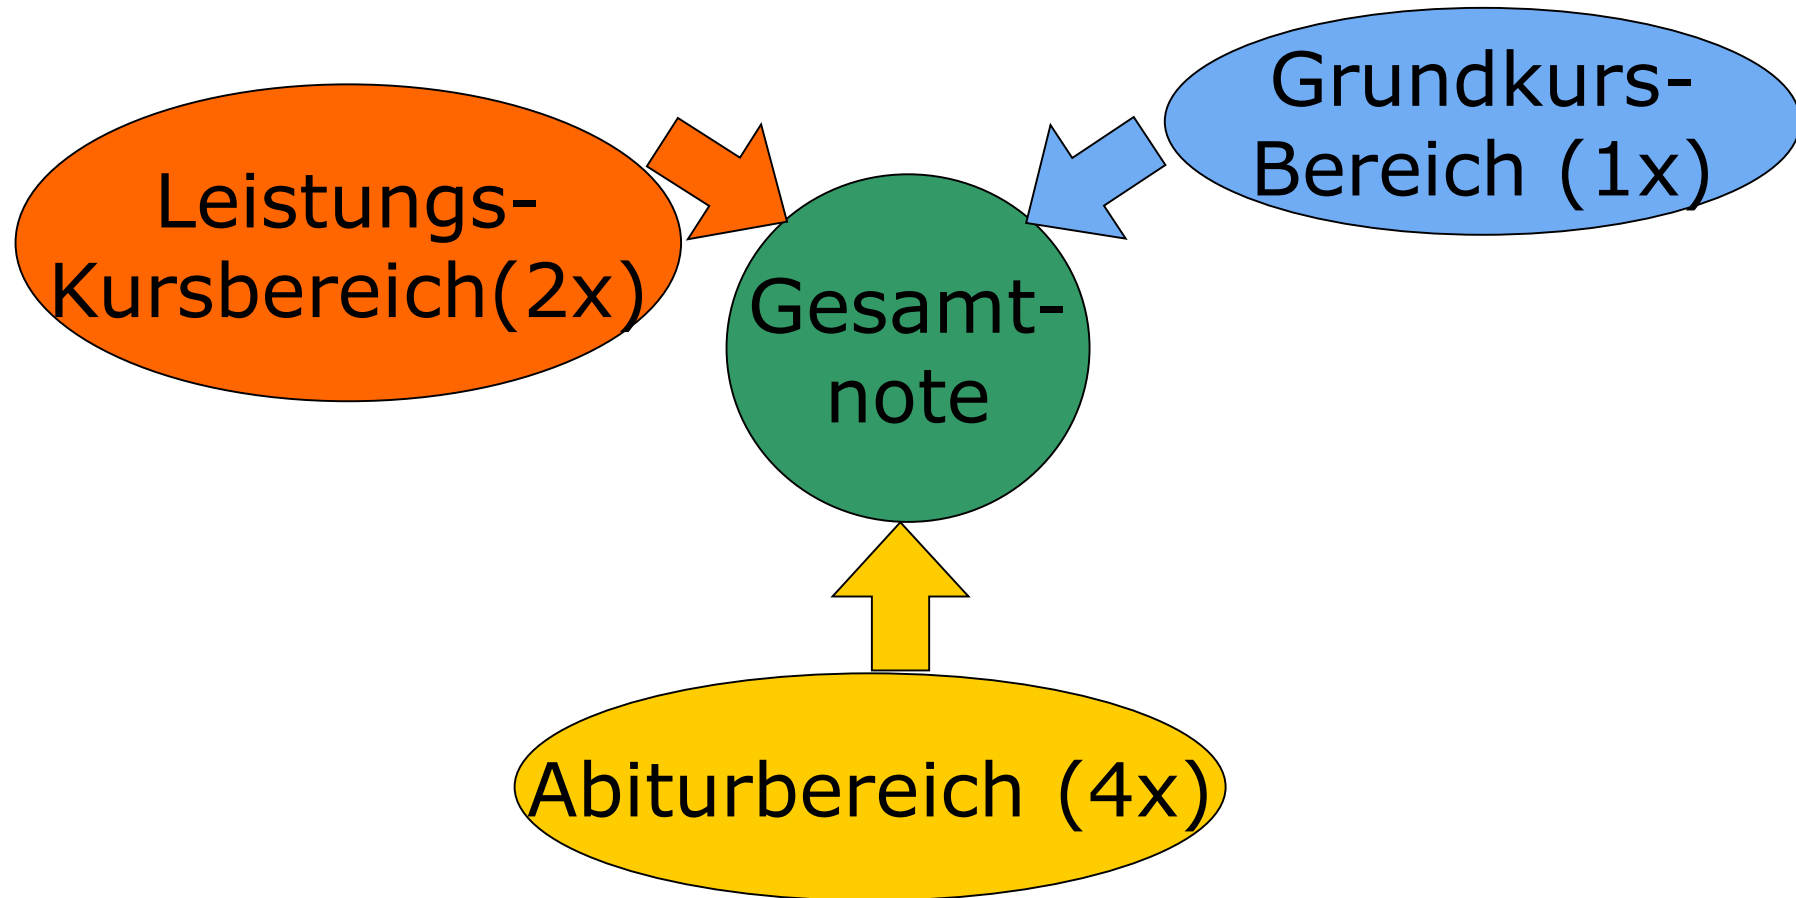 Leistungs-
Kursbereich(2x)
Grundkurs-
Bereich (1x)
Gesamt-
note
Abiturbereich (4x)